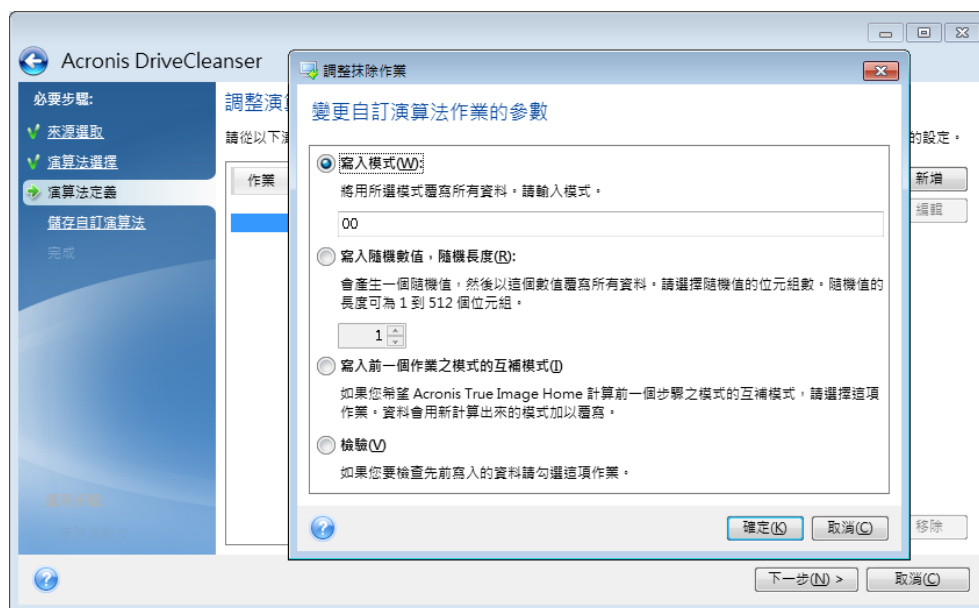 Acronis DriveCleanser
必要步驟:
來源選取
演算法選擇
演算法定義
儲存自訂演算法
完成
調整演
請從以下
的設定。
作業
新增
編輯
移除
調整抹除作業
變更自訂演算法作業的參數
寫入模式(W):
將用所選模式覆寫所有資料。請輸入模式。
00
寫入隨機數值，隨機長度(R):
會產生一個隨機值，然後以這個數值覆寫所有資料。請選擇隨機值的位元組數。隨機值的
長度可為 1 到 512 個位元組。
1
寫入前一個作業之模式的互補模式(I)
如果您希望 Acronis True Image Home 計算前一個步驟之模式的互補模式，請選擇這項
作業。資料會用新計算出來的模式加以覆寫。
檢驗(V)
如果您要檢查先前寫入的資料請勾選這項作業。
確定(K)
取消(C)
下一步(N) >
取消(C)